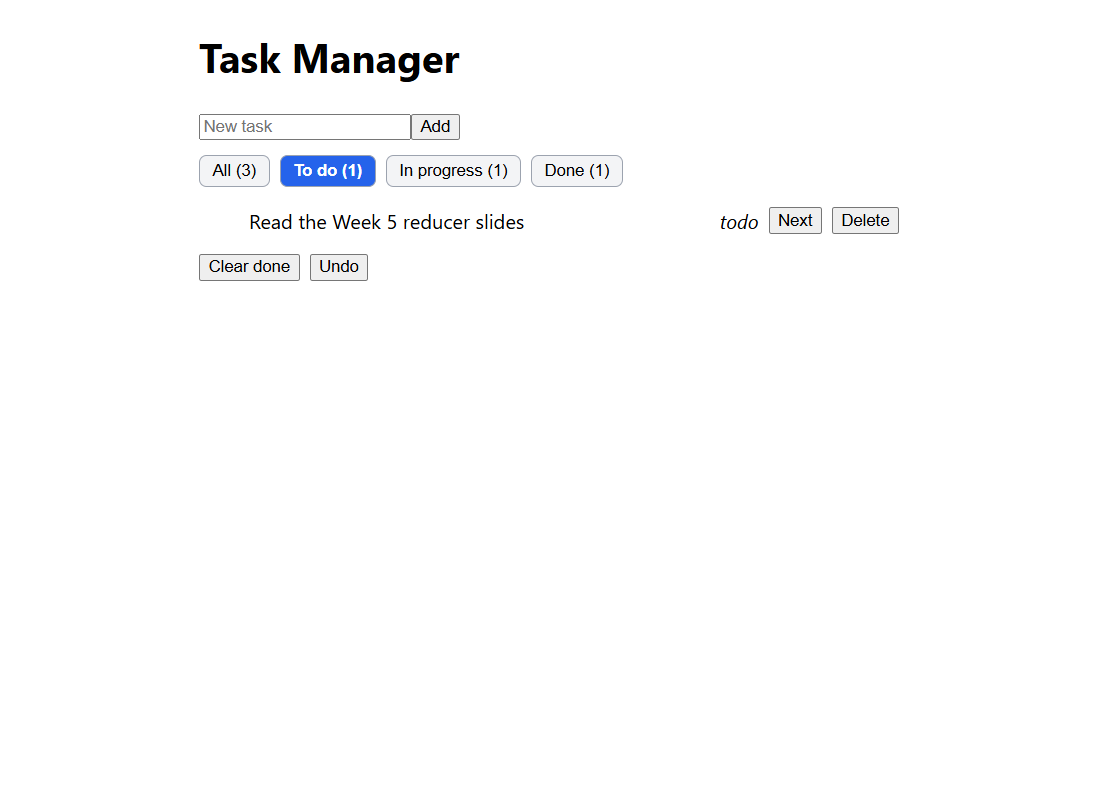 Task Manager
New task Add
All (3) To do (1) In progress (1) Done (1)
Read the Week 5 reducer slides todo Next Delete
Clear done Undo